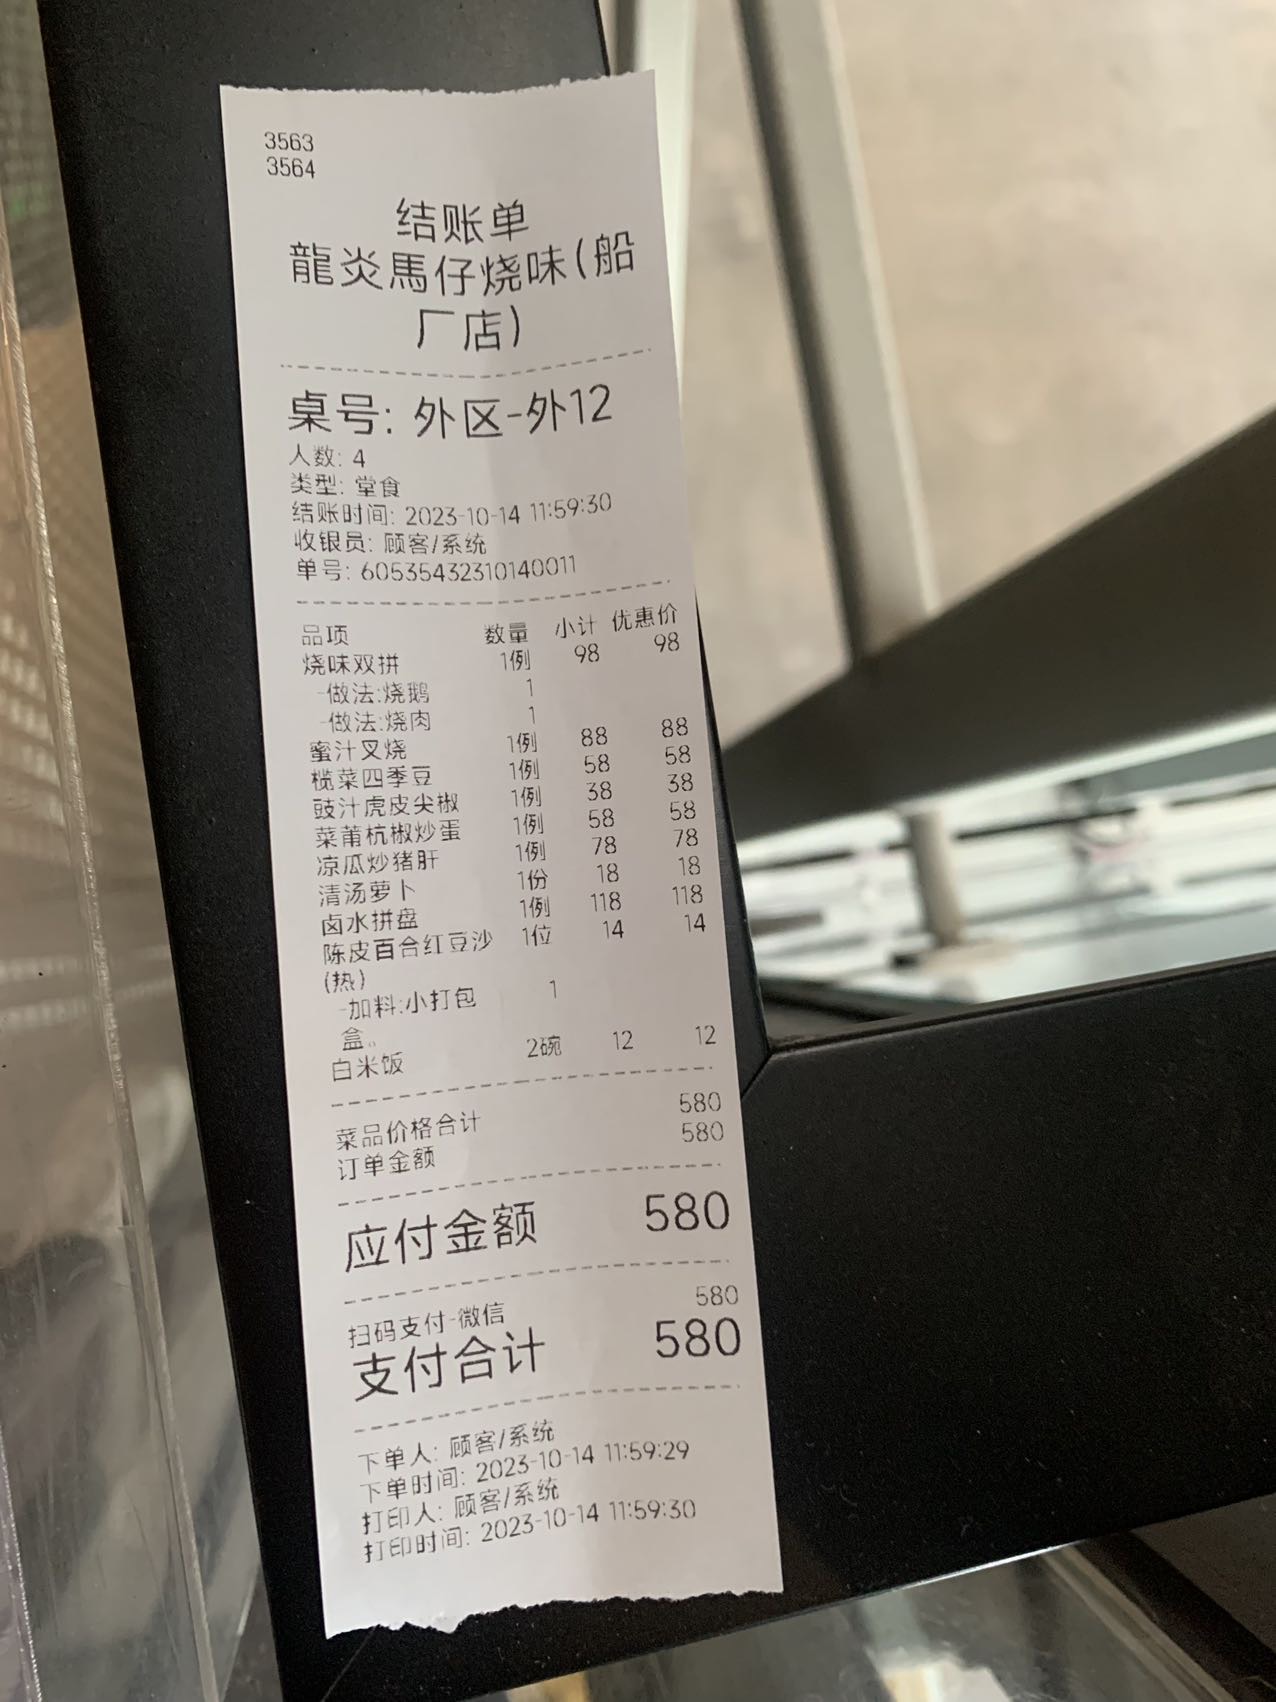 3563
3564
结账单
龍炎馬仔烧味(船
厂店)
桌号: 外区-外12
人数: 4
类型: 堂食
结账时间: 2023-10-14 11:59:30
收银员: 顾客/系统
单号: 60535432310140011
品项 数量 小计 优惠价
烧味双拼 1例 98 98
-做法:烧鹅 1
-做法:烧肉 1
蜜汁叉烧 1例 88 88
榄菜四季豆 1例 58 58
豉汁虎皮尖椒 1例 38 38
菜莆杭椒炒蛋 1例 58 58
凉瓜炒猪肝 1例 78 78
清汤萝卜 1份 18 18
卤水拼盘 1例 118 118
陈皮百合红豆沙 1位 14 14
(热)
-加料:小打包 1
盒。
白米饭 2碗 12 12
菜品价格合计 580
订单金额 580
应付金额 580
扫码支付-微信 580
支付合计 580
下单人: 顾客/系统
下单时间: 2023-10-14 11:59:29
打印人: 顾客/系统
打印时间: 2023-10-14 11:59:30